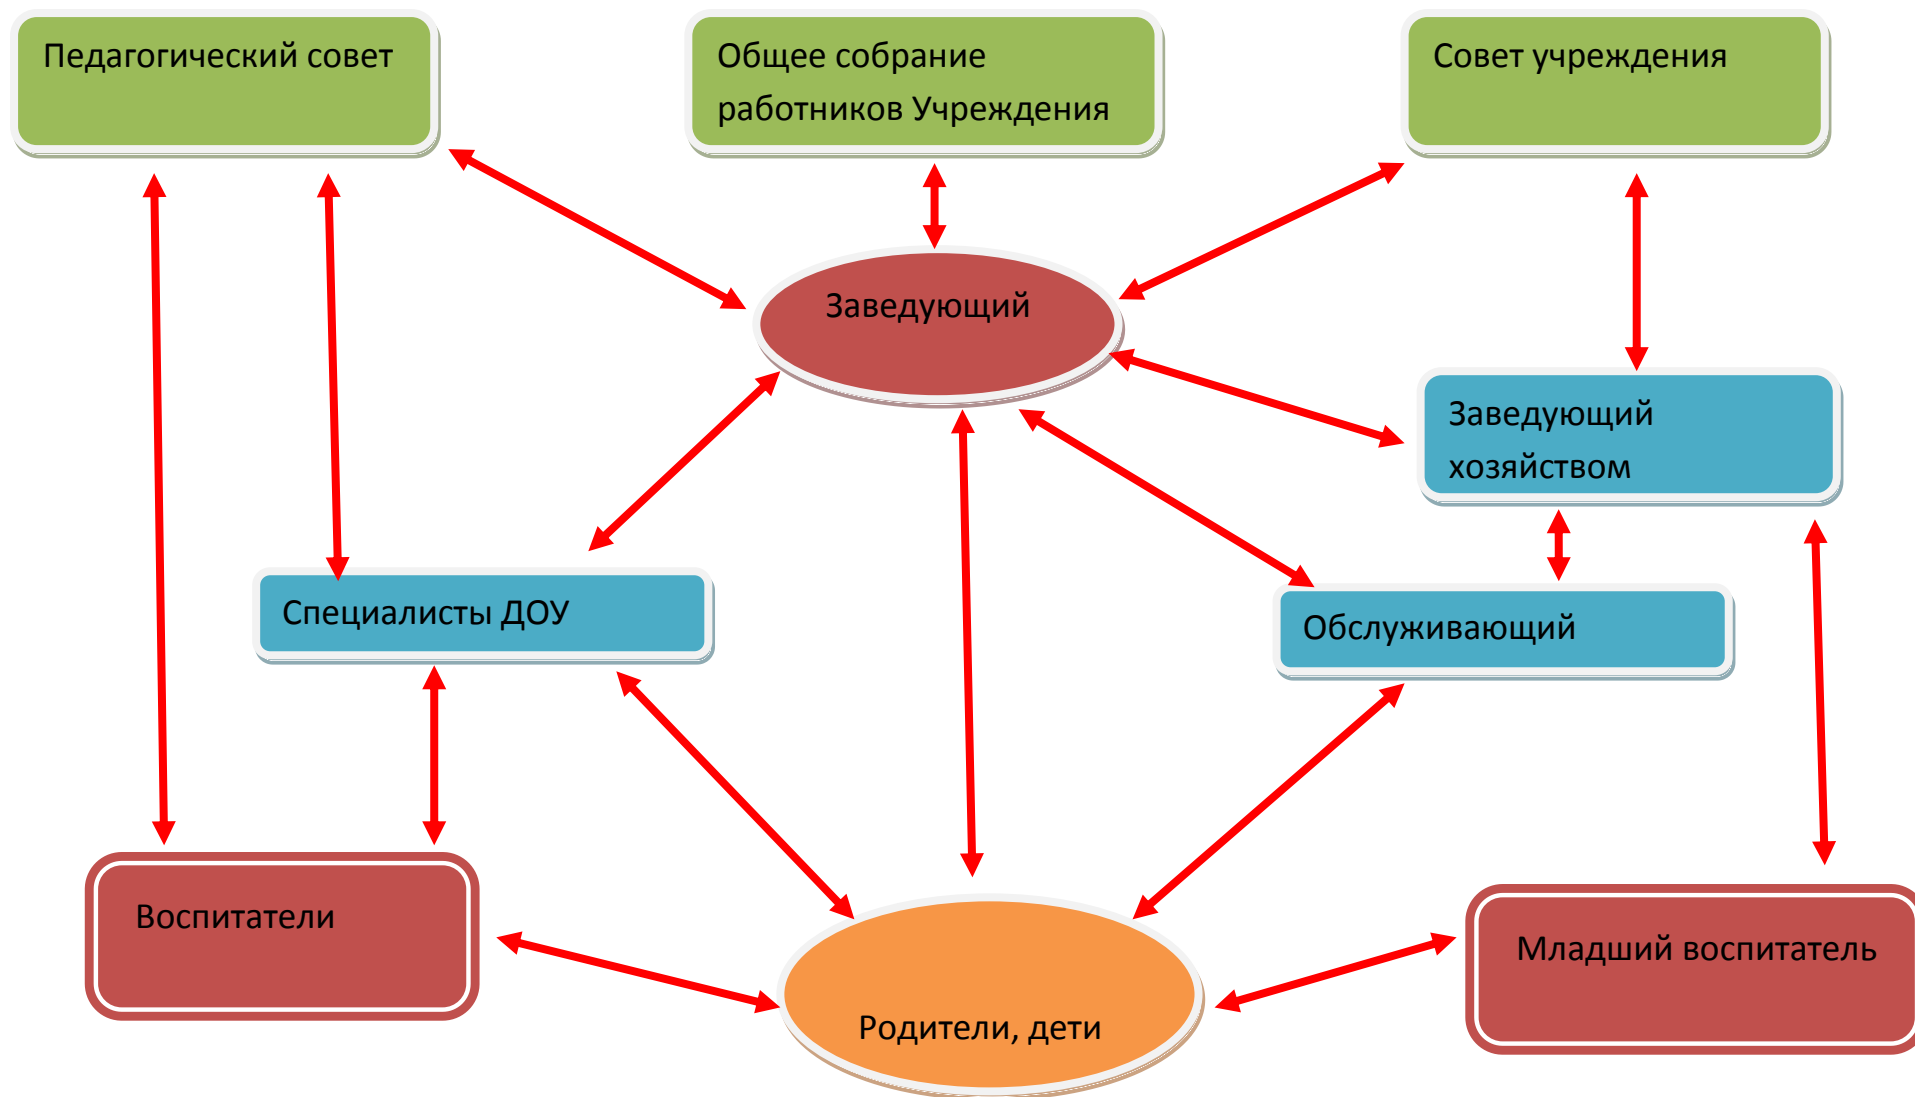 Педагогический совет
Общее собрание
работников Учреждения
Совет учреждения
Заведующий
Заведующий
хозяйством
Специалисты ДОУ
Обслуживающий
Воспитатели
Младший воспитатель
Родители, дети